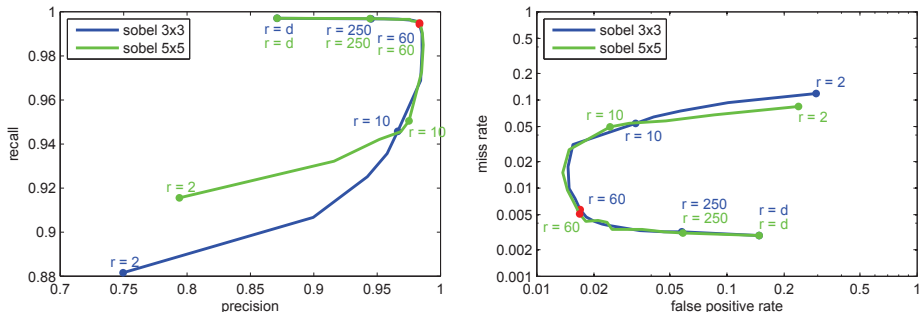 sobel 3x3
sobel 5x5
recall
1
0.98
0.96
0.94
0.92
0.9
0.88
0.7
0.75
0.8
0.85
0.9
0.95
1
precision
r = d
r = d
r = 250
r = 250
r = 60
r = 60
r = 10
r = 10
r = 2
r = 2
sobel 3x3
sobel 5x5
miss rate
1
0.5
0.1
0.05
0.02
0.01
0.005
0.003
0.001
0.01
0.02
0.05
0.1
0.2
0.5
1
false positive rate
r = 2
r = 2
r = 10
r = 10
r = 60
r = 60
r = 250
r = 250
r = d
r = d